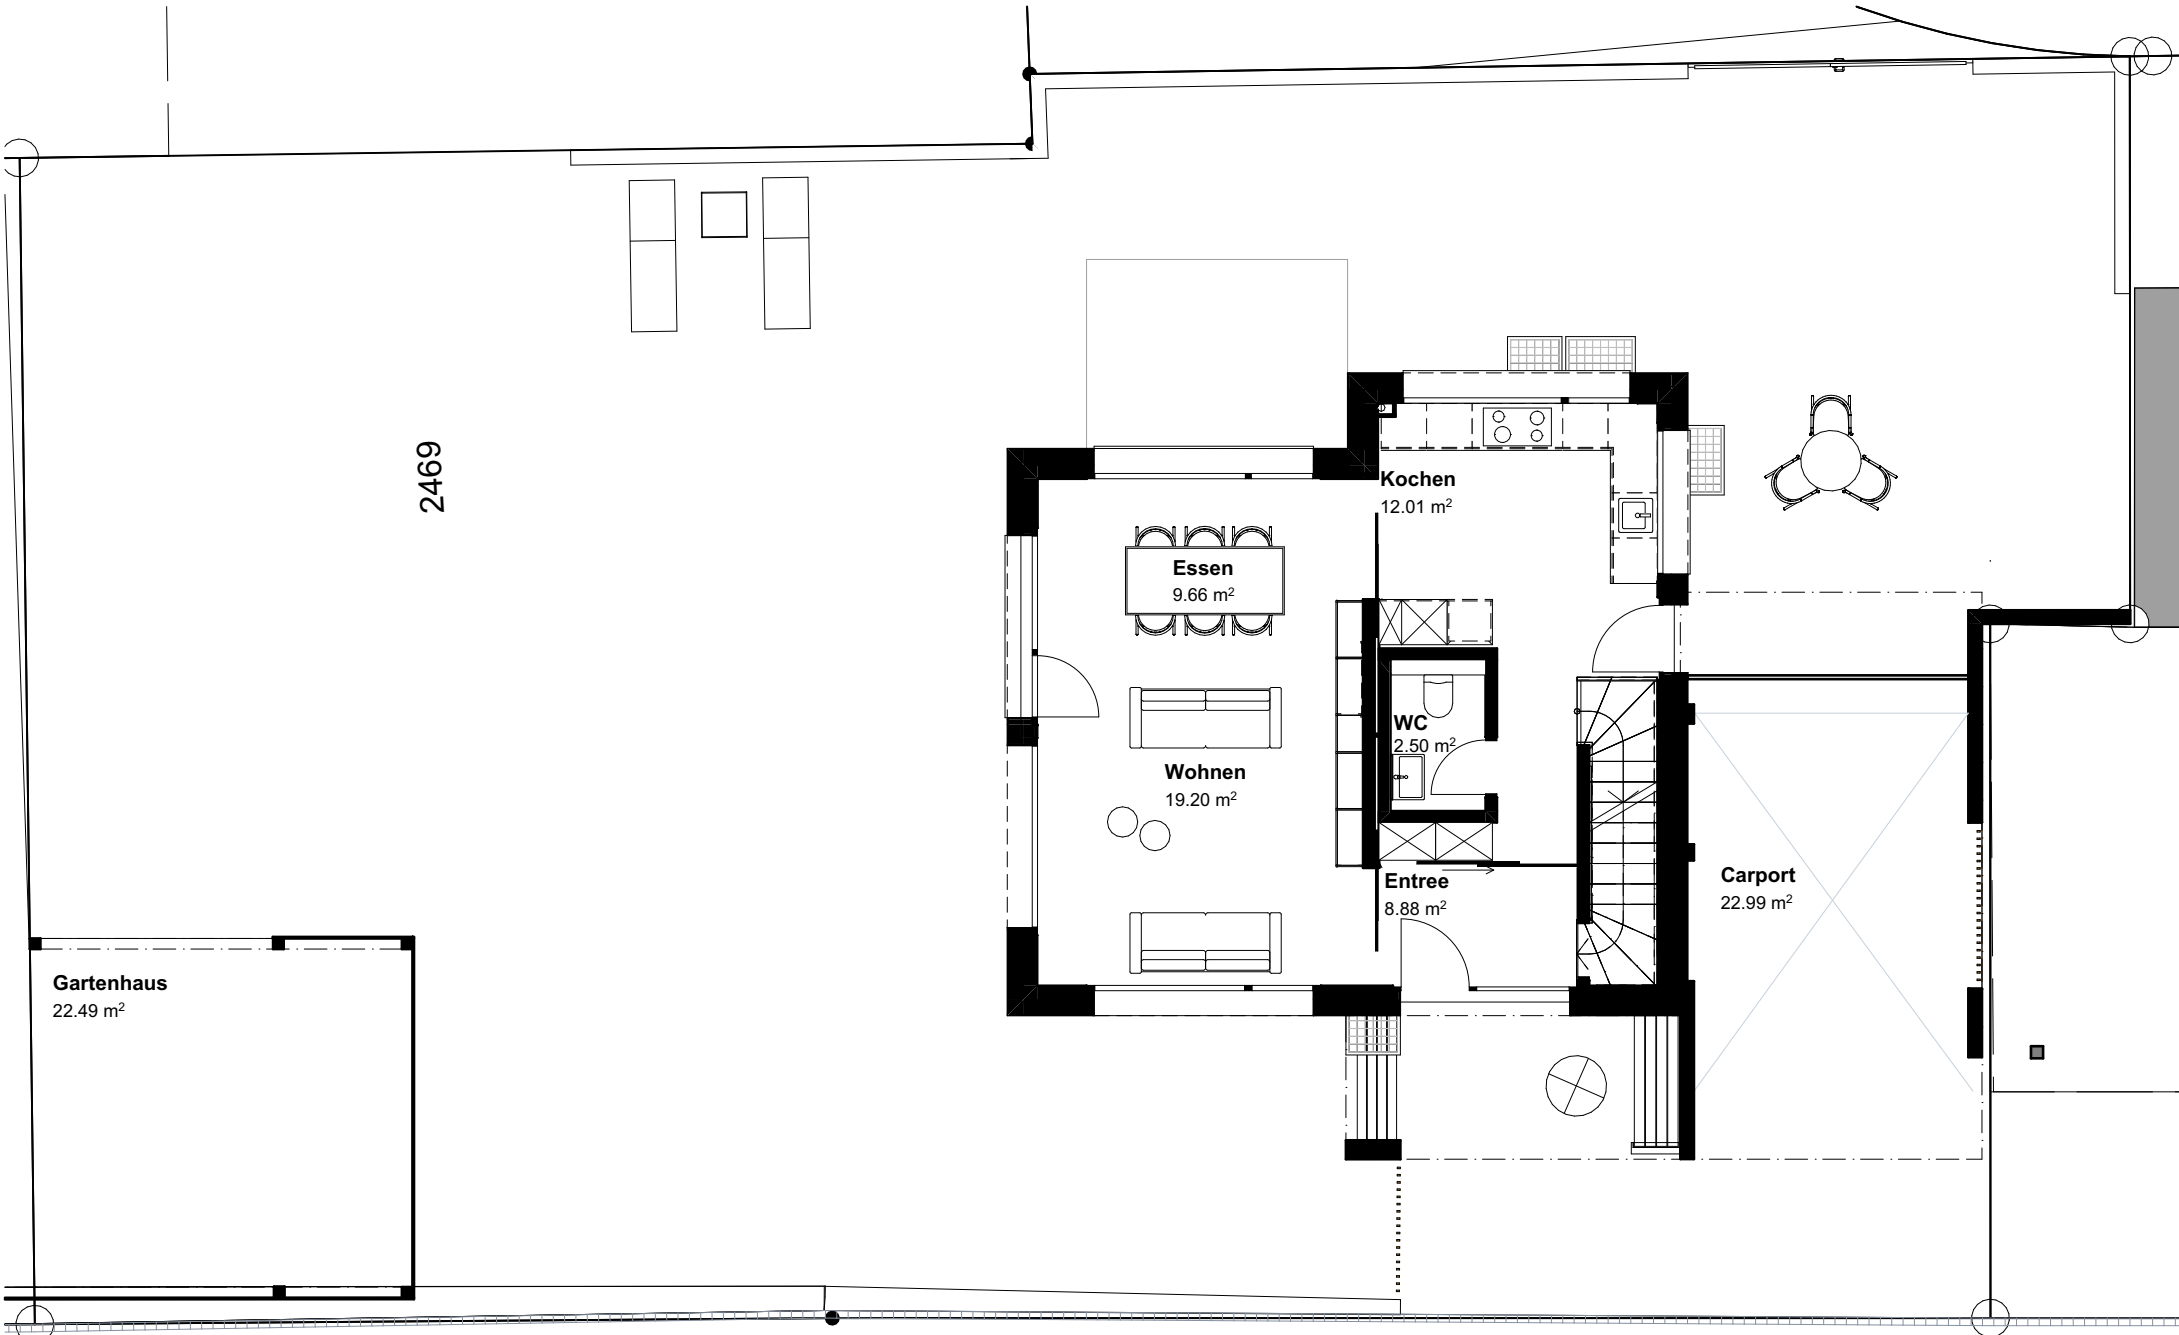 2469
Kochen
12.01 m²
Essen
9.66 m²
WC
2.50 m²
Wohnen
19.20 m²
Entree
8.88 m²
Carport
22.99 m²
Gartenhaus
22.49 m²